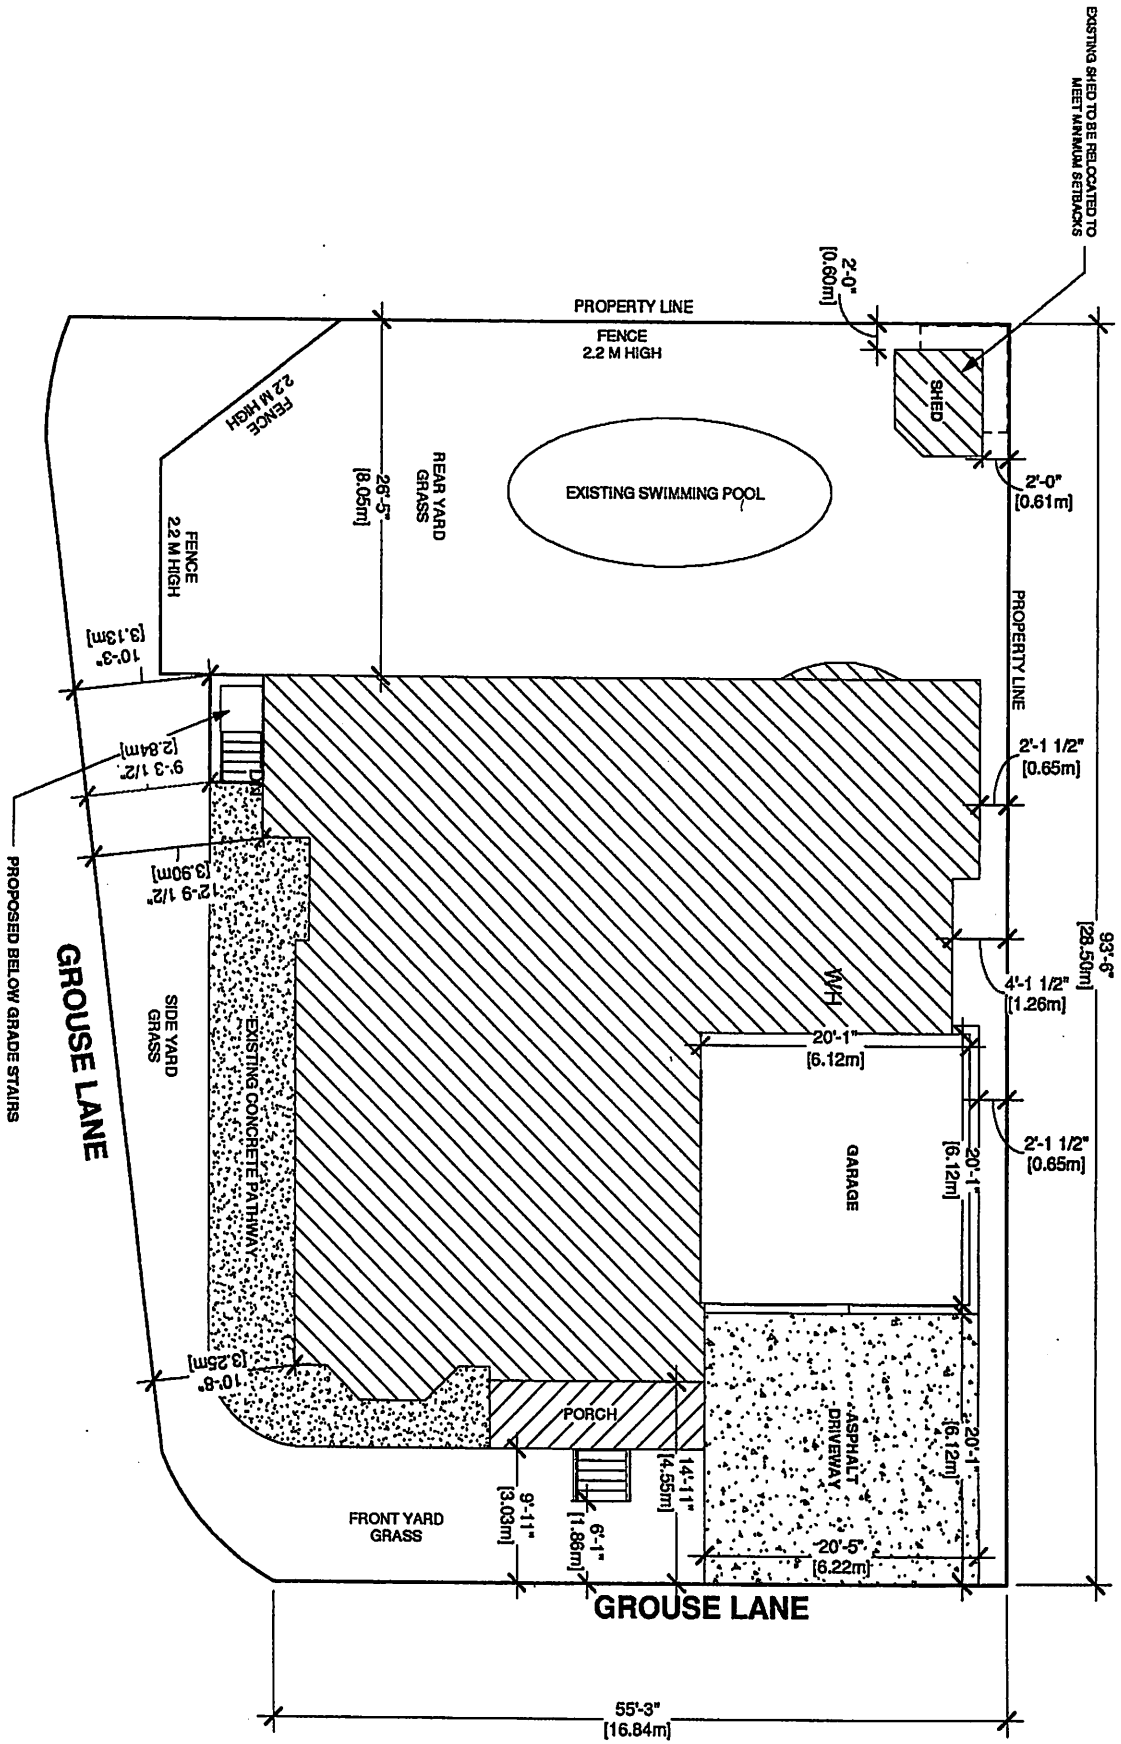 EXISTING SHED TO BE RELOCATED TO
MEET MINIMUM SETBACKS
2'-0"
[0.60m]
PROPERTY LINE
FENCE
2.2 M HIGH
SHED
2'-0"
[0.61m]
FENCE
2.2 M HIGH
REAR YARD
GRASS
26'-5"
[8.05m]
EXISTING SWIMMING POOL
FENCE
2.2 M HIGH
PROPERTY LINE
10'-3"
[3.13m]
9'-3 1/2"
[2.84m]
DN
2'-1 1/2"
[0.65m]
12'-9 1/2"
[3.90m]
PROPOSED BELOW GRADE STAIRS
GROUSE LANE
SIDE YARD
GRASS
EXISTING CONCRETE PATHWAY
WH
93'-6"
[28.50m]
4'-1 1/2"
[1.26m]
20'-1"
[6.12m]
GARAGE
20'-1"
[6.12m]
2'-1 1/2"
[0.65m]
10'-8"
[3.25m]
PORCH
ASPHALT
DRIVEWAY
20'-1"
[6.12m]
14'-11"
[4.55m]
9'-11"
[3.03m]
6'-1"
[1.86m]
FRONT YARD
GRASS
20'-5"
[6.22m]
GROUSE LANE
55'-3"
[16.84m]